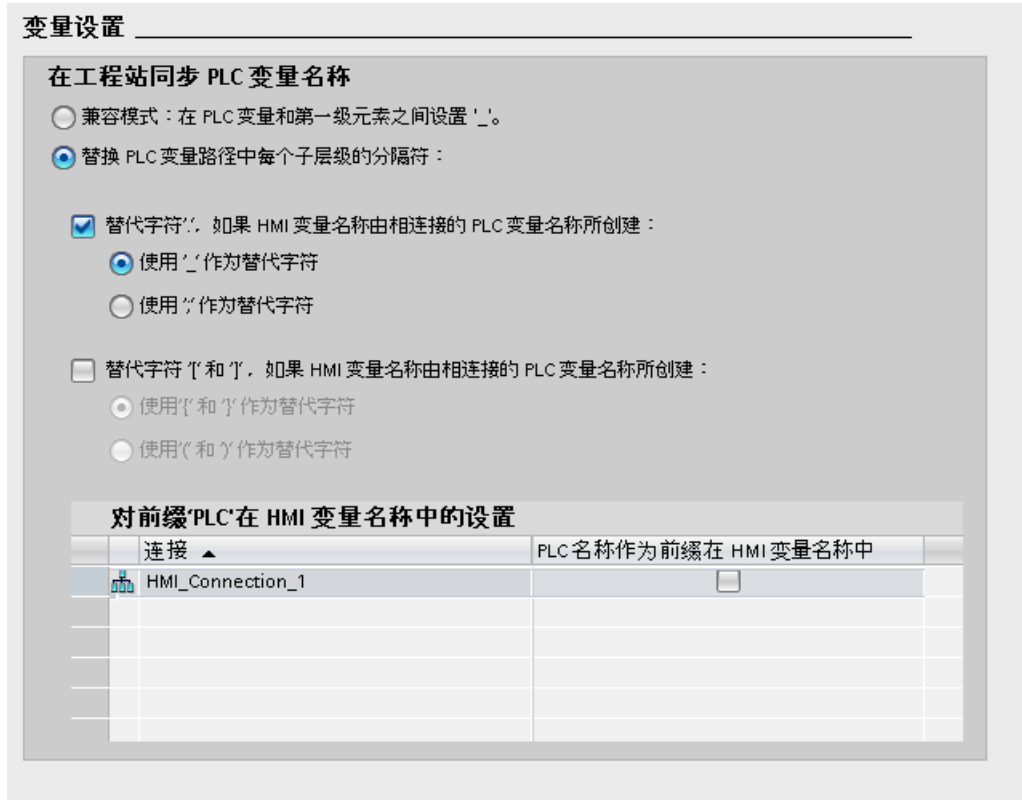 变量设置
在工程站同步 PLC 变量名称
兼容模式：在 PLC 变量和第一级元素之间设置 '_'。
替换 PLC 变量路径中每个子层级的分隔符：
替代字符'.'，如果 HMI 变量名称由相连接的 PLC 变量名称所创建：
使用'_'作为替代字符
使用';'作为替代字符
替代字符 '[' 和 ']'，如果 HMI 变量名称由相连接的 PLC 变量名称所创建：
使用'{' 和 '}' 作为替代字符
使用'(' 和 ')' 作为替代字符
对前缀'PLC'在 HMI 变量名称中的设置
连接 PLC 名称作为前缀在 HMI 变量名称中
HMI_Connection_1